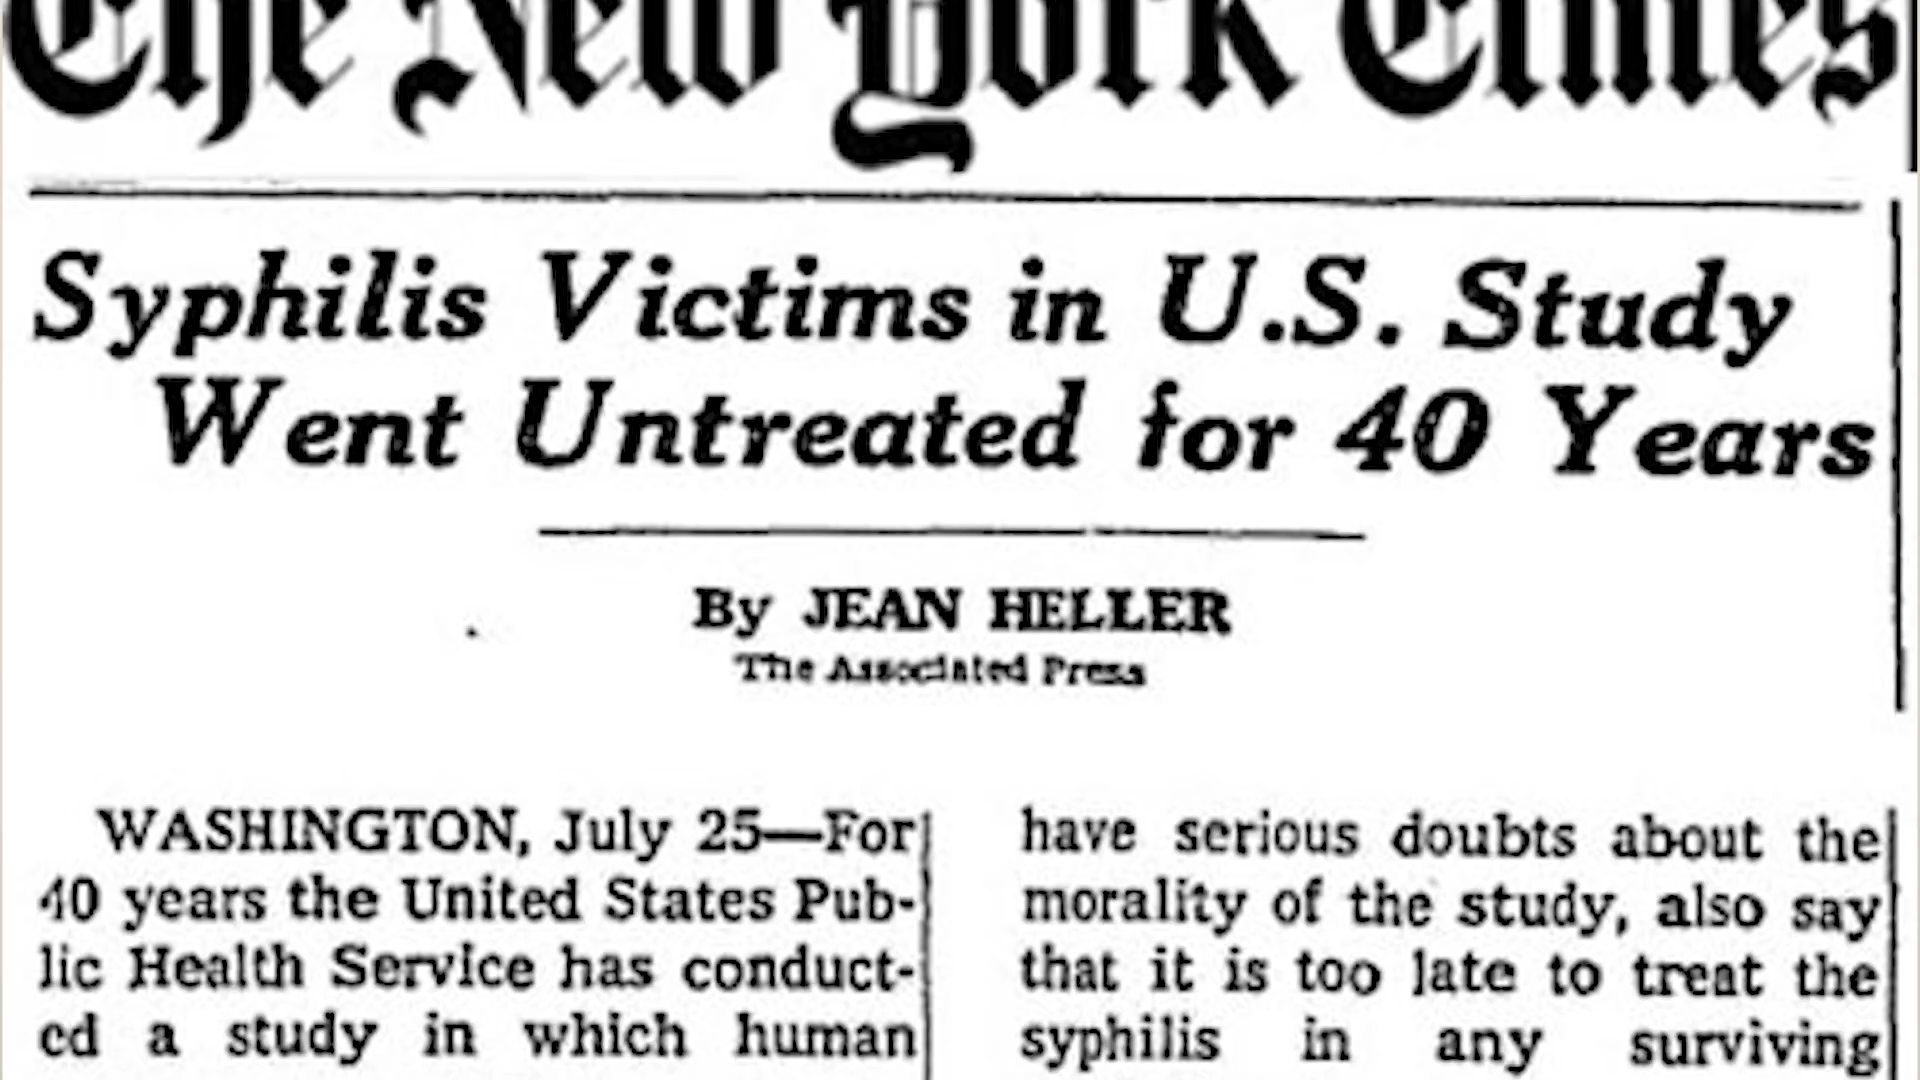 The New York Times
Syphilis Victims in U.S. Study
Went Untreated for 40 Years
By JEAN HELLER
The Associated Press
WASHINGTON, July 25—For
40 years the United States Pub-
lic Health Service has conduct-
ed a study in which human
have serious doubts about the
morality of the study, also say
that it is too late to treat the
syphilis in any surviving